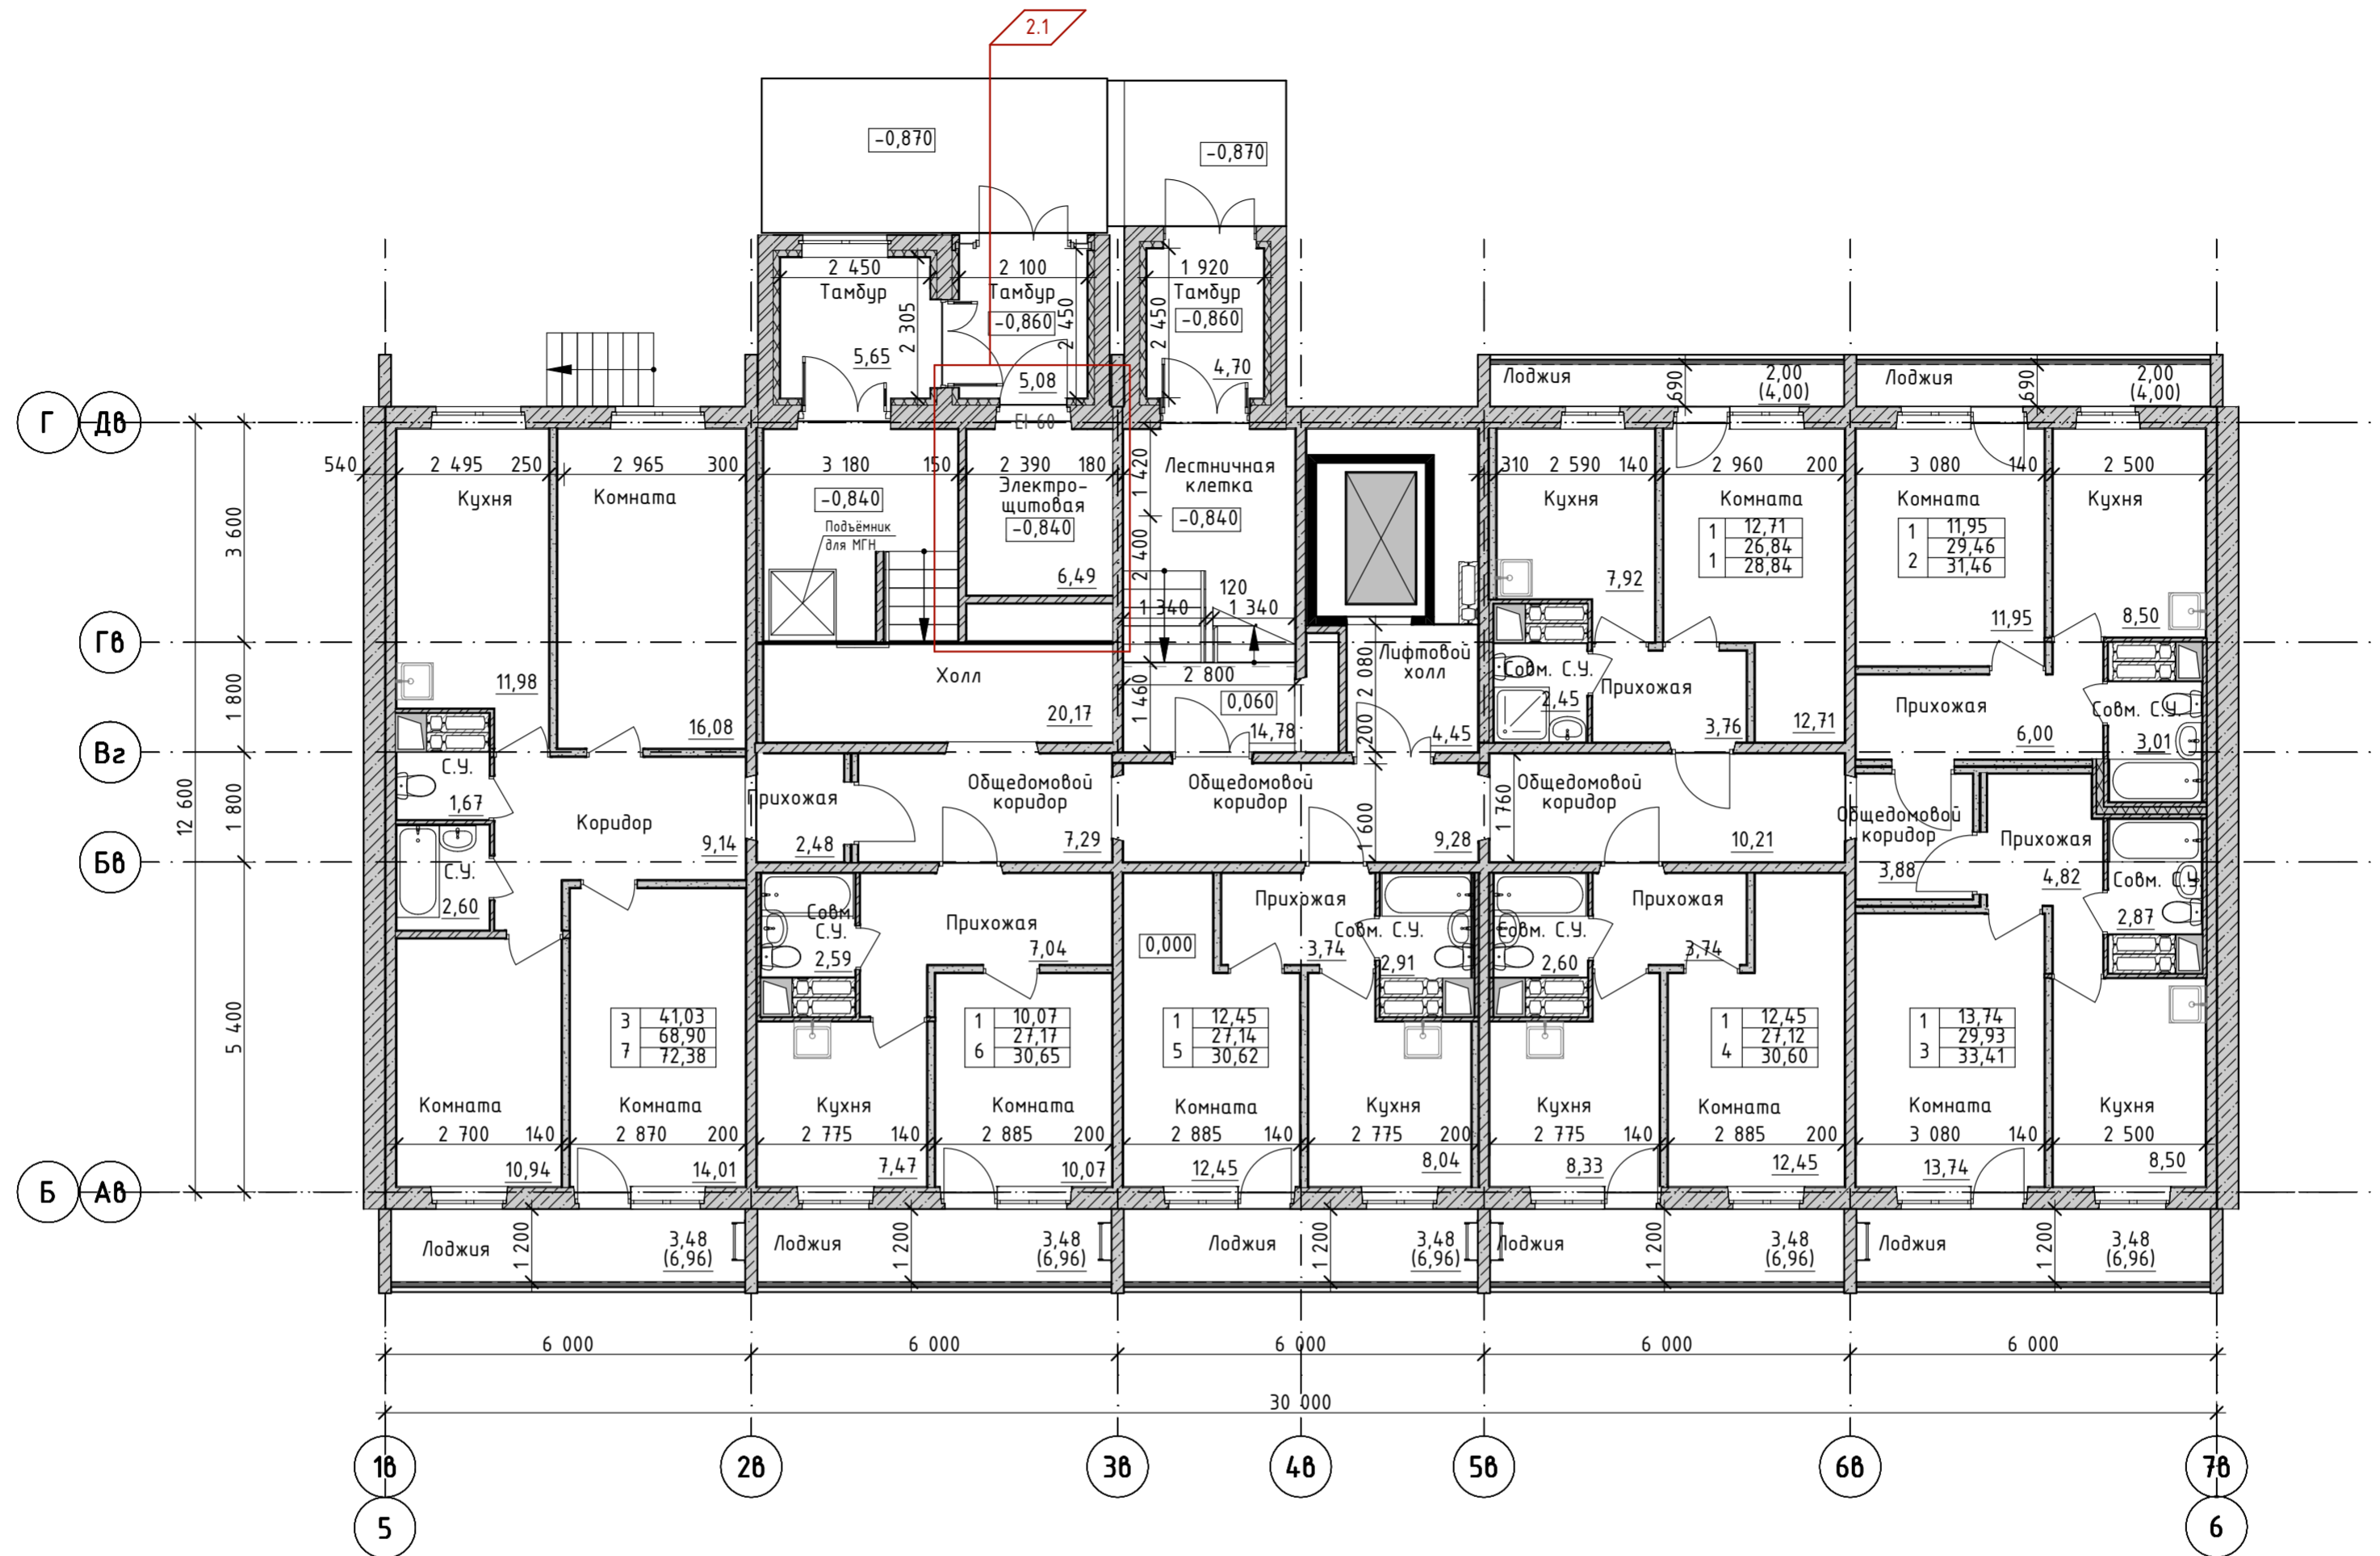 2.1
-0,870
-0,870
2 450
Тамбур
2 305
5,65
2 100
Тамбур
-0,860
2 450
5,08
1 920
Тамбур
-0,860
2 450
4,70
Лоджия
690
2,00
(4,00)
Лоджия
690
2,00
(4,00)
Г
Дв
EI 60
540
2 495
250
2 965
300
3 180
150
2 390
180
1 420
310
2 590
140
2 960
200
3 080
140
2 500
Кухня
Комната
-0,840
Подъёмник
для МГН
Электро-
щитовая
-0,840
6,49
Лестничная
клетка
-0,840
2 400
120
1 340
1 340
Кухня
7,92
Комната
1
12,71
26,84
1
28,84
Комната
1
11,95
29,46
2
31,46
11,95
Кухня
8,50
3 600
Гв
11,98
16,08
Холл
20,17
2 800
1 460
0,060
14,78
2 080
200
Лифтовой
холл
4,45
Совм. С.У.
2,45
Прихожая
3,76
12,71
Прихожая
6,00
Совм. С.У.
3,01
1 800
Вг
С.У.
1,67
Коридор
9,14
Прихожая
2,48
Общедомовой
коридор
7,29
Общедомовой
коридор
1 600
9,28
Общедомовой
коридор
1 760
10,21
Общедомовой
коридор
3,88
Прихожая
4,82
12 600
1 800
Бв
С.У.
2,60
Совм.
С.У.
2,59
Прихожая
7,04
0,000
Прихожая
3,74
Совм. С.У.
2,91
Совм. С.У.
2,60
Прихожая
3,74
Совм. С.У.
2,87
5 400
3
41,03
68,90
7
72,38
1
10,07
27,17
6
30,65
1
12,45
27,14
5
30,62
1
12,45
27,12
4
30,60
1
13,74
29,93
3
33,41
Комната
Комната
Кухня
Комната
Комната
Кухня
Кухня
Комната
Комната
Кухня
2 700
140
2 870
200
2 775
140
2 885
200
2 885
140
2 775
200
2 775
140
2 885
200
3 080
140
2 500
10,94
14,01
7,47
10,07
12,45
8,04
8,33
12,45
13,74
8,50
Б
Ав
Лоджия
1 200
3,48
(6,96)
Лоджия
1 200
3,48
(6,96)
Лоджия
1 200
3,48
(6,96)
Лоджия
1 200
3,48
(6,96)
Лоджия
1 200
3,48
(6,96)
6 000
6 000
6 000
6 000
6 000
30 000
1в
2в
3в
4в
5в
6в
7в
5
6